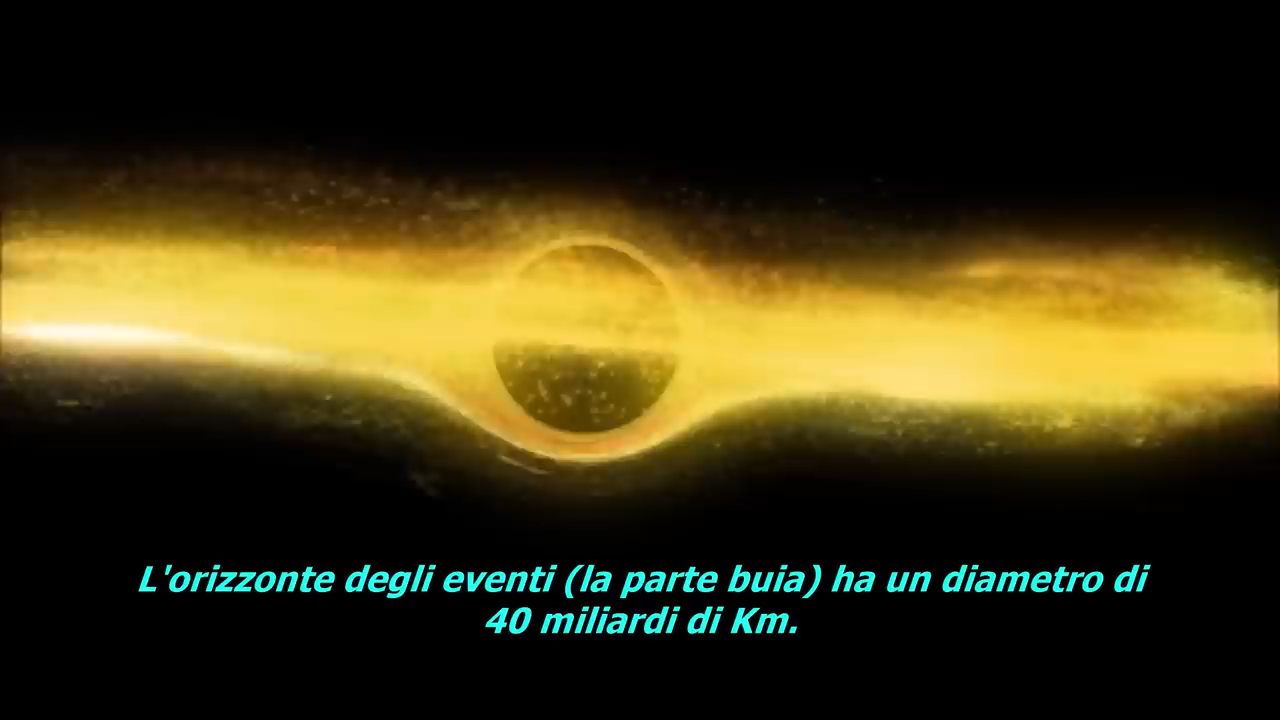 L'orizzonte degli eventi (la parte buia) ha un diametro di
40 miliardi di Km.